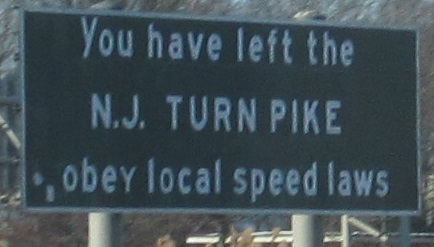 You have left the
N.J. TURN PIKE
obey local speed laws